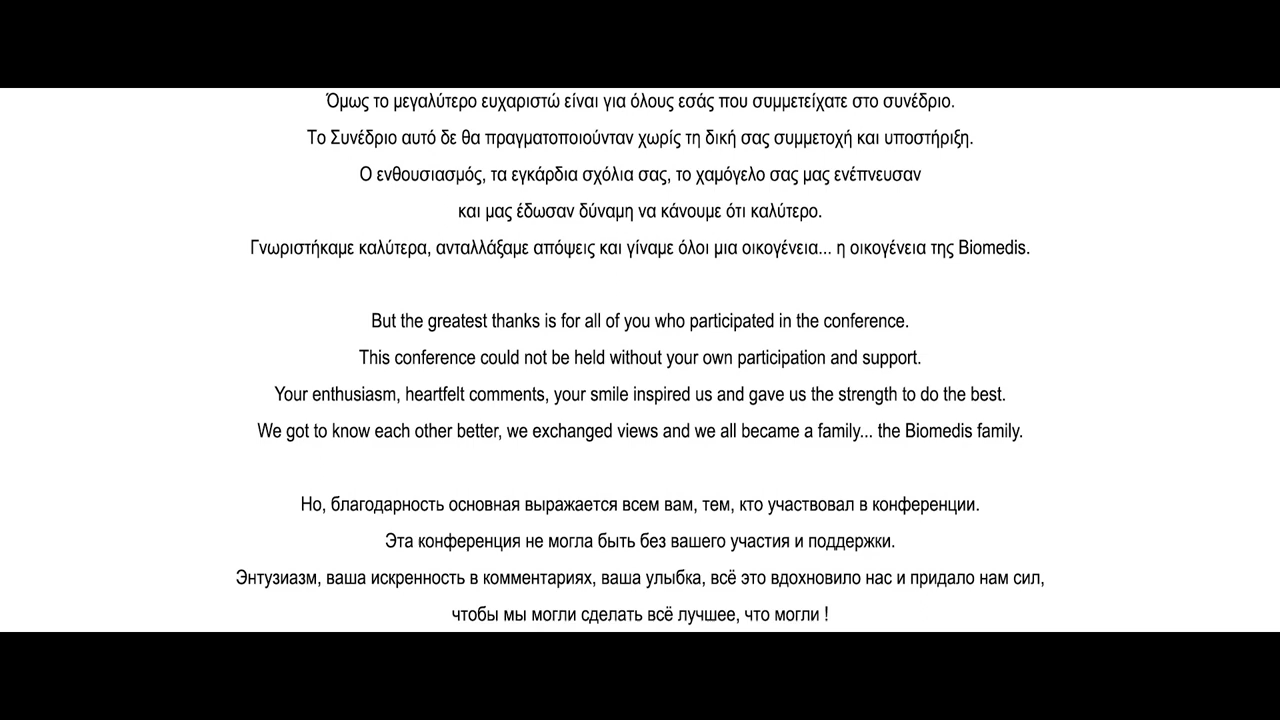 Όμως το μεγαλύτερο ευχαριστώ είναι για όλους εσάς που συμμετείχατε στο συνέδριο.
Το Συνέδριο αυτό δε θα πραγματοποιούνταν χωρίς τη δική σας συμμετοχή και υποστήριξη.
Ο ενθουσιασμός, τα εγκάρδια σχόλια σας, το χαμόγελο σας μας ενέπνευσαν
και μας έδωσαν δύναμη να κάνουμε ότι καλύτερο.
Γνωριστήκαμε καλύτερα, ανταλλάξαμε απόψεις και γίναμε όλοι μια οικογένεια... η οικογένεια της Biomedis.
But the greatest thanks is for all of you who participated in the conference.
This conference could not be held without your own participation and support.
Your enthusiasm, heartfelt comments, your smile inspired us and gave us the strength to do the best.
We got to know each other better, we exchanged views and we all became a family... the Biomedis family.
Но, благодарность основная выражается всем вам, тем, кто участвовал в конференции.
Эта конференция не могла быть без вашего участия и поддержки.
Энтузиазм, ваша искренность в комментариях, ваша улыбка, всё это вдохновило нас и придало нам сил,
чтобы мы могли сделать всё лучшее, что могли !